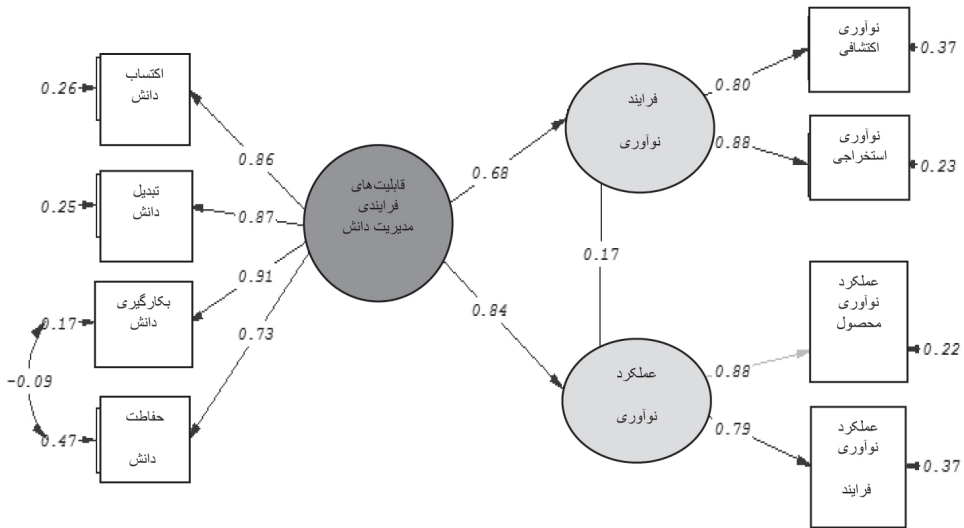 نوآوری
اکتشافی
0.37
0.80
نوآوری
استخراجی
0.23
0.88
فرایند
نوآوری
0.68
0.17
قابلیت‌های
فرایندی
مدیریت دانش
0.84
اکتساب
دانش
0.26
0.86
تبدیل
دانش
0.25
0.87
بکارگیری
دانش
0.17
0.91
-0.09
حفاطت
دانش
0.47
0.73
عملکرد
نوآوری
عملکرد
نوآوری
محصول
0.22
0.88
عملکرد
نوآوری
فرایند
0.37
0.79